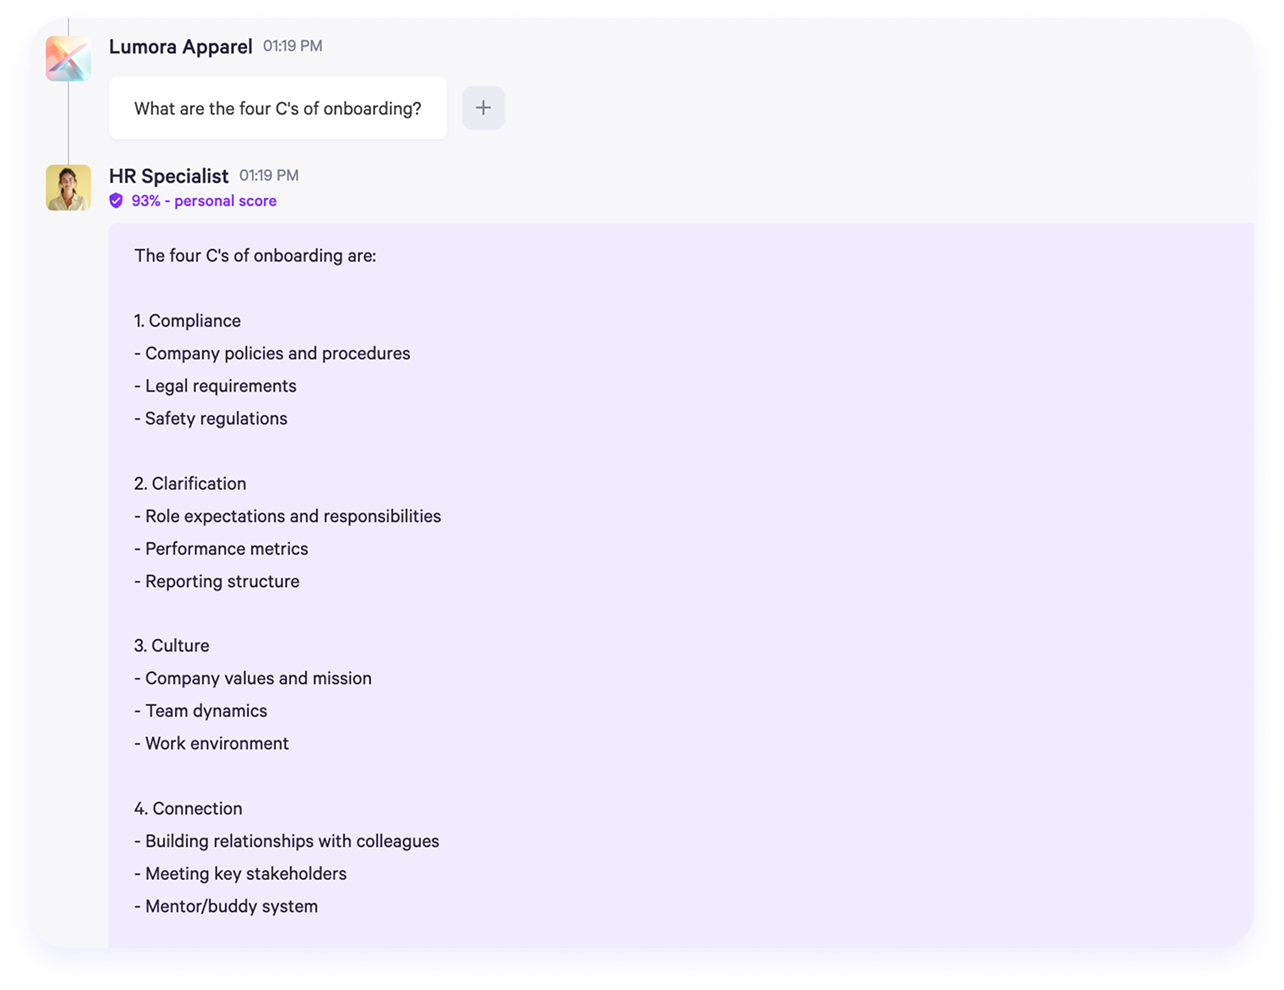 Lumora Apparel 01:19 PM
What are the four C's of onboarding?
HR Specialist 01:19 PM
93% - personal score
The four C's of onboarding are:
1. Compliance
- Company policies and procedures
- Legal requirements
- Safety regulations
2. Clarification
- Role expectations and responsibilities
- Performance metrics
- Reporting structure
3. Culture
- Company values and mission
- Team dynamics
- Work environment
4. Connection
- Building relationships with colleagues
- Meeting key stakeholders
- Mentor/buddy system